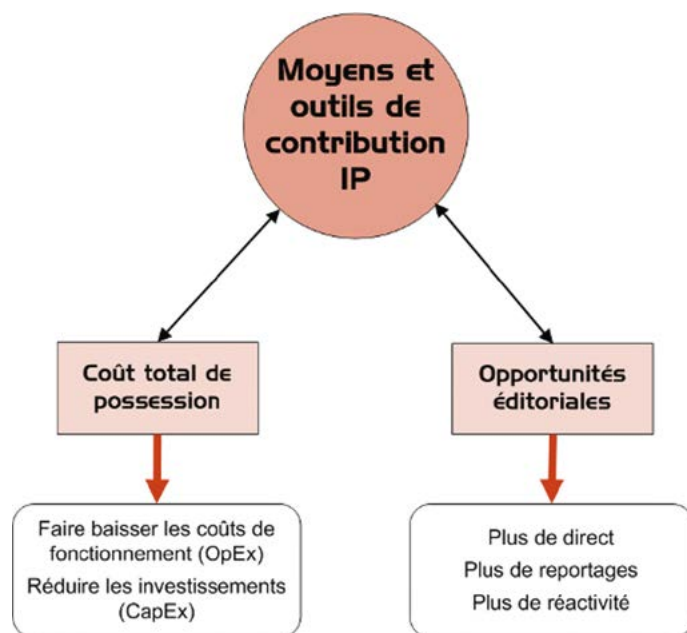 Moyens et
outils de
contribution
IP
Coût total de
possession
Opportunités
éditoriales
Faire baisser les coûts de
fonctionnement (OpEx)
Réduire les investissements
(CapEx)
Plus de direct
Plus de reportages
Plus de réactivité